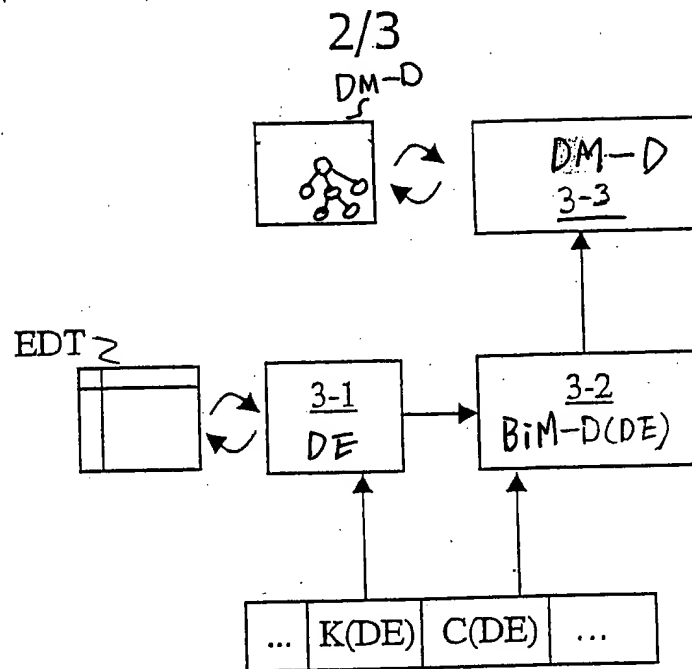 2/3
DM-D
DM-D
3-3
EDT
3-1
DE
3-2
BiM-D(DE)
... K(DE) C(DE) ...